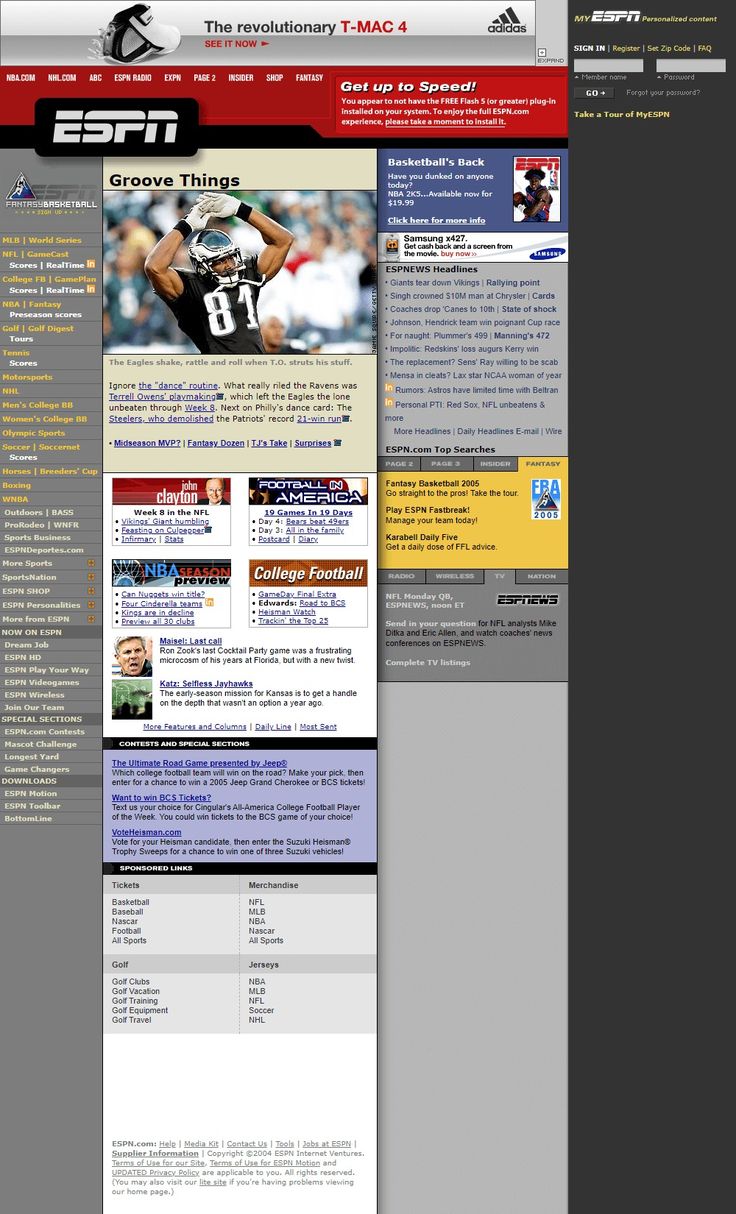 The revolutionary T-MAC 4
SEE IT NOW ►
adidas
EXPAND
MY ESPN Personalized content
SIGN IN | Register | Set Zip Code | FAQ
Member name
Password
GO
Forgot your password?
Take a Tour of MyESPN
NBA.COM NHL.COM ABC ESPN RADIO EXPN PAGE 2 INSIDER SHOP FANTASY
Get up to Speed!
You appear to not have the FREE Flash 5 (or greater) plug-in
installed on your system. To enjoy the full ESPN.com
experience, please take a moment to install it.
ESPN
ESPN
FANTASY BASKETBALL
SIGN UP
MLB | World Series
NFL | GameCast
Scores | RealTime in
College FB | GamePlan
Scores | RealTime in
NBA | Fantasy
Preseason scores
Golf | Golf Digest
Tours
Tennis
Scores
Motorsports
NHL
Men's College BB
Women's College BB
Olympic Sports
Soccer | Soccernet
Scores
Horses | Breeders' Cup
Boxing
WNBA
Outdoors | BASS
ProRodeo | WNFR
Sports Business
ESPNDeportes.com
More Sports
SportsNation
ESPN SHOP
ESPN Personalities
More from ESPN
NOW ON ESPN
Dream Job
ESPN HD
ESPN Play Your Way
ESPN Videogames
ESPN Wireless
Join Our Team
SPECIAL SECTIONS
ESPN.com Contests
Mascot Challenge
Longest Yard
Game Changers
DOWNLOADS
ESPN Motion
ESPN Toolbar
BottomLine
Groove Things
81
The Eagles shake, rattle and roll when T.O. struts his stuff.
Ignore the "dance" routine. What really riled the Ravens was
Terrell Owens' playmaking, which left the Eagles the lone
unbeaten through Week 8. Next on Philly's dance card: The
Steelers, who demolished the Patriots' record 21-win run.
• Midseason MVP? | Fantasy Dozen | TJ's Take | Surprises
john
clayton
Week 8 in the NFL
• Vikings' Giant humbling
• Feasting on Culpepper
• Infirmary | Stats
FOOTBALL IN
AMERICA
19 Games In 19 Days
• Day 4: Bears beat 49ers
• Day 3: All in the family
• Postcard | Diary
NBA SEASON
preview
• Can Nuggets win title?
• Four Cinderella teams in
• Kings are in decline
• Preview all 30 clubs
College Football
• GameDay Final Extra
• Edwards: Road to BCS
• Heisman Watch
• Trackin' the Top 25
Maisel: Last call
Ron Zook's last Cocktail Party game was a frustrating
microcosm of his years at Florida, but with a new twist.
Katz: Selfless Jayhawks
The early-season mission for Kansas is to get a handle
on the depth that wasn't an option a year ago.
More Features and Columns | Daily Line | Most Sent
CONTESTS AND SPECIAL SECTIONS
The Ultimate Road Game presented by Jeep®
Which college football team will win on the road? Make your pick, then
enter for a chance to win a 2005 Jeep Grand Cherokee or BCS tickets!
Want to win BCS Tickets?
Text us your choice for Cingular's All-America College Football Player
of the Week. You could win tickets to the BCS game of your choice!
VoteHeisman.com
Vote for your Heisman candidate, then enter the Suzuki Heisman®
Trophy Sweeps for a chance to win one of three Suzuki vehicles!
SPONSORED LINKS
Tickets
Basketball
Baseball
Nascar
Football
All Sports
Merchandise
NFL
MLB
NBA
Nascar
All Sports
Golf
Golf Clubs
Golf Vacation
Golf Training
Golf Equipment
Golf Travel
Jerseys
NBA
MLB
NFL
Soccer
NHL
ESPN.com: Help | Media Kit | Contact Us | Tools | Jobs at ESPN |
Supplier Information | Copyright ©2004 ESPN Internet Ventures.
Terms of Use for our Site, Terms of Use for ESPN Motion and
UPDATED Privacy Policy are applicable to you. All rights reserved.
(You may also visit our lite site if you're having problems viewing
our home page.)
Basketball's Back
Have you dunked on anyone
today?
NBA 2K5...Available now for
$19.99
Click here for more info
ESPN
Samsung x427.
Get cash back and a screen from
the movie. buy now >>
SAMSUNG
ESPNEWS Headlines
• Giants tear down Vikings | Rallying point
• Singh crowned $10M man at Chrysler | Cards
• Coaches drop 'Canes to 10th | State of shock
• Johnson, Hendrick team win poignant Cup race
• For naught: Plummer's 499 | Manning's 472
• Impolitic: Redskins' loss augurs Kerry win
• The replacement? Sens' Ray willing to be scab
• Mensa in cleats? Lax star NCAA woman of year
in Rumors: Astros have limited time with Beltran
in Personal PTI: Red Sox, NFL unbeatens &
more
More Headlines | Daily Headlines E-mail | Wire
ESPN.com Top Searches
PAGE 2 PAGE 3 INSIDER FANTASY
Fantasy Basketball 2005
Go straight to the pros! Take the tour.
Play ESPN Fastbreak!
Manage your team today!
Karabell Daily Five
Get a daily dose of FFL advice.
FBA
2005
RADIO WIRELESS TV NATION
NFL Monday QB,
ESPNEWS, noon ET
ESPNEWS
Send in your question for NFL analysts Mike
Ditka and Eric Allen, and watch coaches' news
conferences on ESPNEWS.
Complete TV listings